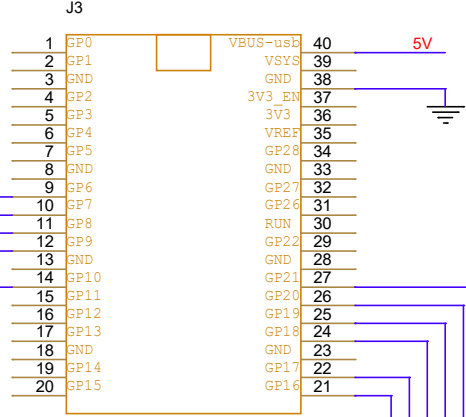 J3
1 GP0 VBUS-usb 40 5V
2 GP1 VSYS 39
3 GND GND 38
4 GP2 3V3_EN 37
5 GP3 3V3 36
6 GP4 VREF 35
7 GP5 GP28 34
8 GND GND 33
9 GP6 GP27 32
10 GP7 GP26 31
11 GP8 RUN 30
12 GP9 GP22 29
13 GND GND 28
14 GP10 GP21 27
15 GP11 GP20 26
16 GP12 GP19 25
17 GP13 GP18 24
18 GND GND 23
19 GP14 GP17 22
20 GP15 GP16 21